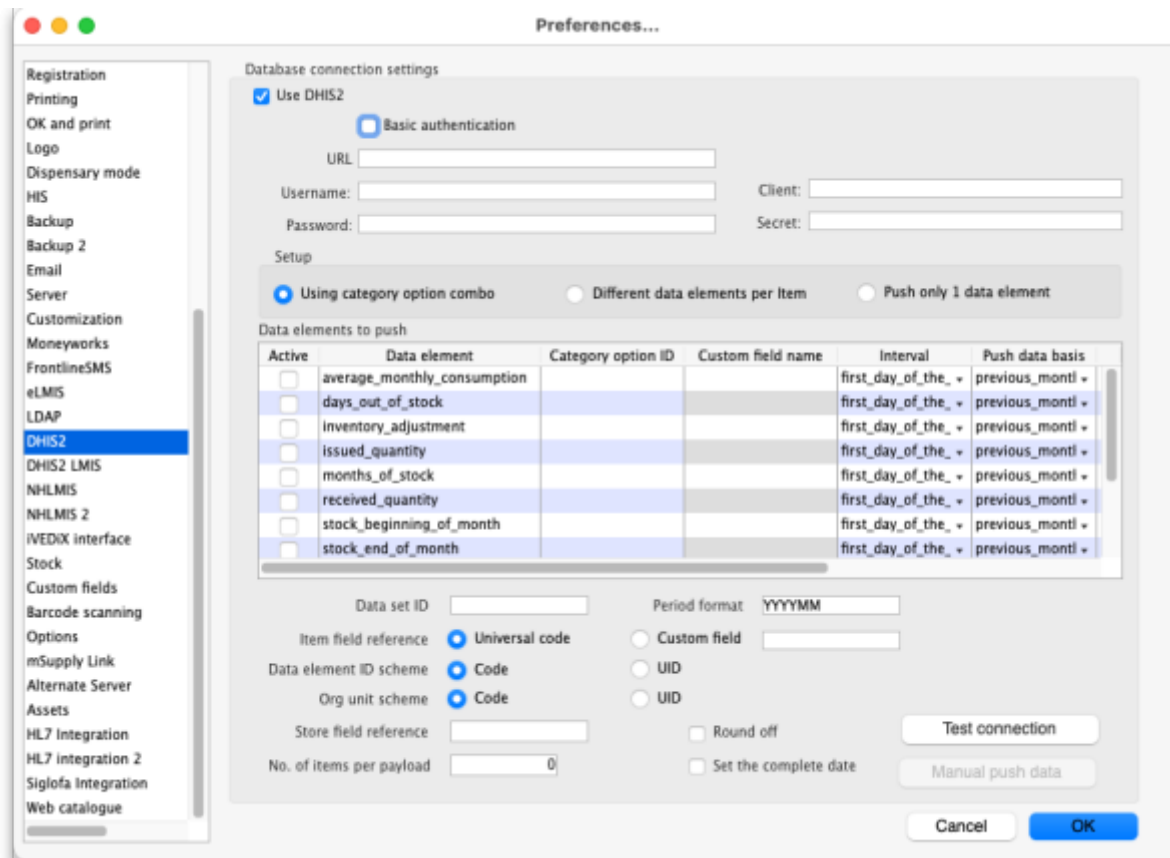 Preferences...
Registration
Printing
OK and print
Logo
Dispensary mode
HIS
Backup
Backup 2
Email
Server
Customization
Moneyworks
FrontlineSMS
eLMIS
LDAP
DHIS2
DHIS2 LMIS
NHLMIS
NHLMIS 2
iVEDiX interface
Stock
Custom fields
Barcode scanning
Options
mSupply Link
Alternate Server
Assets
HL7 Integration
HL7 integration 2
Siglofa Integration
Web catalogue
Database connection settings
Use DHIS2
Basic authentication
URL
Username: Client:
Password: Secret:
Setup
Using category option combo Different data elements per Item Push only 1 data element
Data elements to push
Active Data element Category option ID Custom field name Interval Push data basis
average_monthly_consumption first_day_of_the_ previous_montl
days_out_of_stock first_day_of_the_ previous_montl
inventory_adjustment first_day_of_the_ previous_montl
issued_quantity first_day_of_the_ previous_montl
months_of_stock first_day_of_the_ previous_montl
received_quantity first_day_of_the_ previous_montl
stock_beginning_of_month first_day_of_the_ previous_montl
stock_end_of_month first_day_of_the_ previous_montl
Data set ID Period format YYYYMM
Item field reference Universal code Custom field
Data element ID scheme Code UID
Org unit scheme Code UID
Store field reference Round off Test connection
No. of items per payload 0 Set the complete date Manual push data
Cancel OK